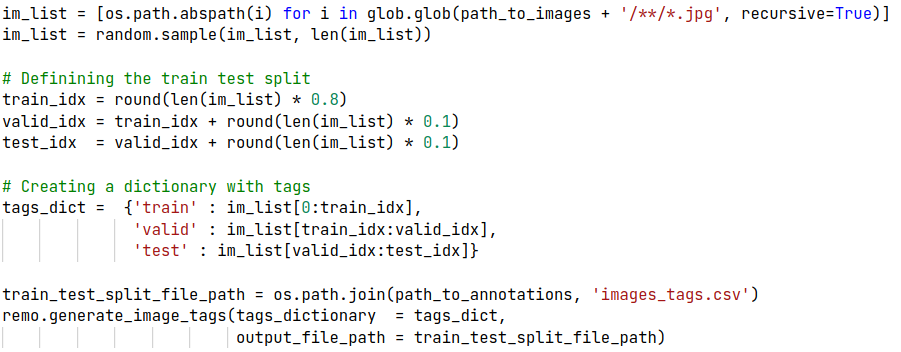 im_list = [os.path.abspath(i) for i in glob.glob(path_to_images + '/**/*.jpg', recursive=True)]
im_list = random.sample(im_list, len(im_list))

# Definining the train test split
train_idx = round(len(im_list) * 0.8)
valid_idx = train_idx + round(len(im_list) * 0.1)
test_idx  = valid_idx + round(len(im_list) * 0.1)

# Creating a dictionary with tags
tags_dict =  {'train' : im_list[0:train_idx],
              'valid' : im_list[train_idx:valid_idx],
              'test' : im_list[valid_idx:test_idx]}

train_test_split_file_path = os.path.join(path_to_annotations, 'images_tags.csv')
remo.generate_image_tags(tags_dictionary  = tags_dict,
                         output_file_path = train_test_split_file_path)